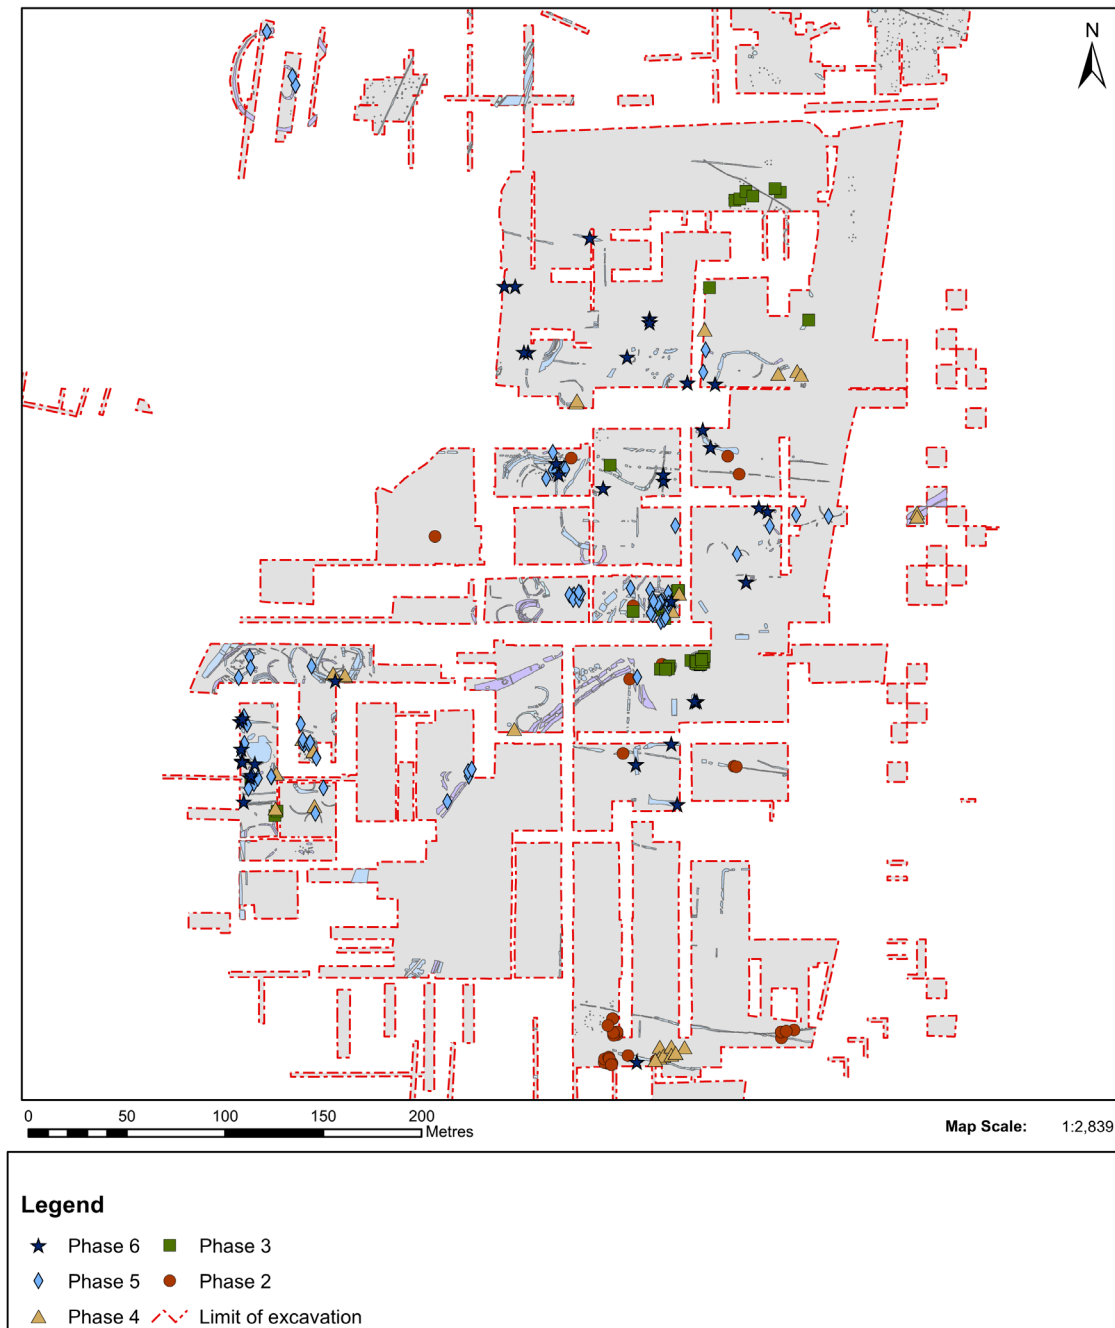 N
0 50 100 150 200
Metres
Map Scale: 1:2,839
Legend
Phase 6 Phase 3
Phase 5 Phase 2
Phase 4 Limit of excavation